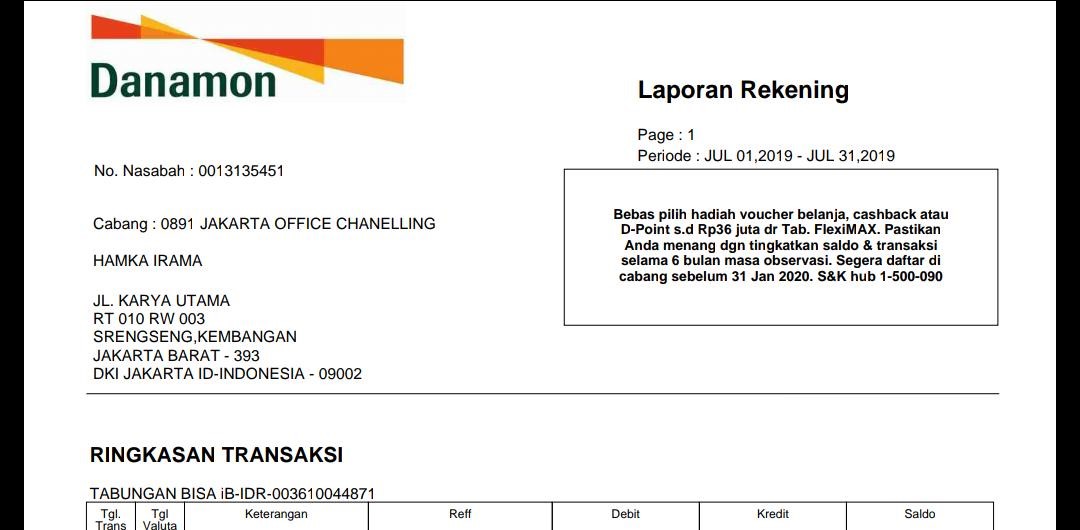 Danamon
Laporan Rekening
Page : 1
Periode : JUL 01,2019 - JUL 31,2019
No. Nasabah : 0013135451
Bebas pilih hadiah voucher belanja, cashback atau
D-Point s.d Rp36 juta dr Tab. FlexiMAX. Pastikan
Anda menang dgn tingkatkan saldo & transaksi
selama 6 bulan masa observasi. Segera daftar di
cabang sebelum 31 Jan 2020. S&K hub 1-500-090
Cabang : 0891 JAKARTA OFFICE CHANELLING
HAMKA IRAMA
JL. KARYA UTAMA
RT 010 RW 003
SRENGSENG,KEMBANGAN
JAKARTA BARAT - 393
DKI JAKARTA ID-INDONESIA - 09002
RINGKASAN TRANSAKSI
TABUNGAN BISA iB-IDR-003610044871
Tgl. Trans Tgl Valuta Keterangan Reff Debit Kredit Saldo